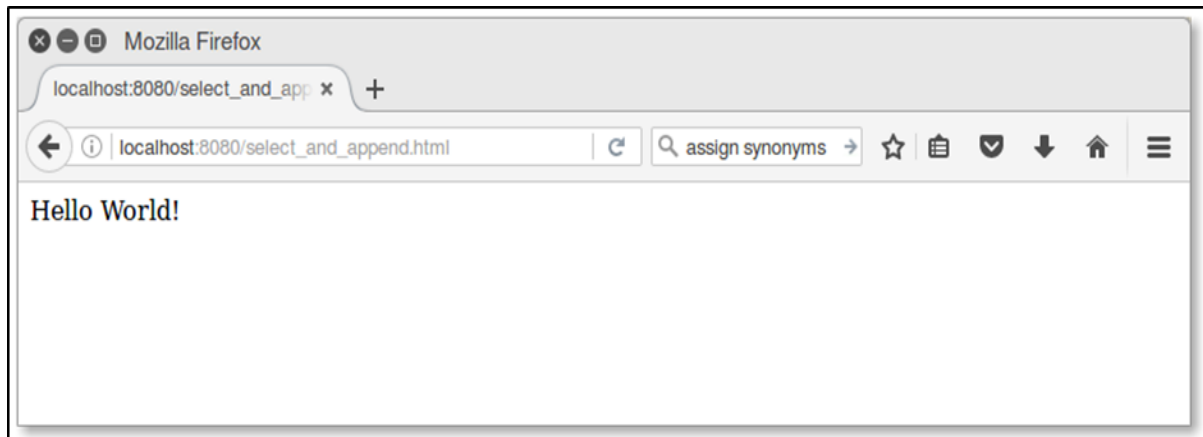 Mozilla Firefox
localhost:8080/select_and_app
localhost:8080/select_and_append.html
assign synonyms
Hello World!